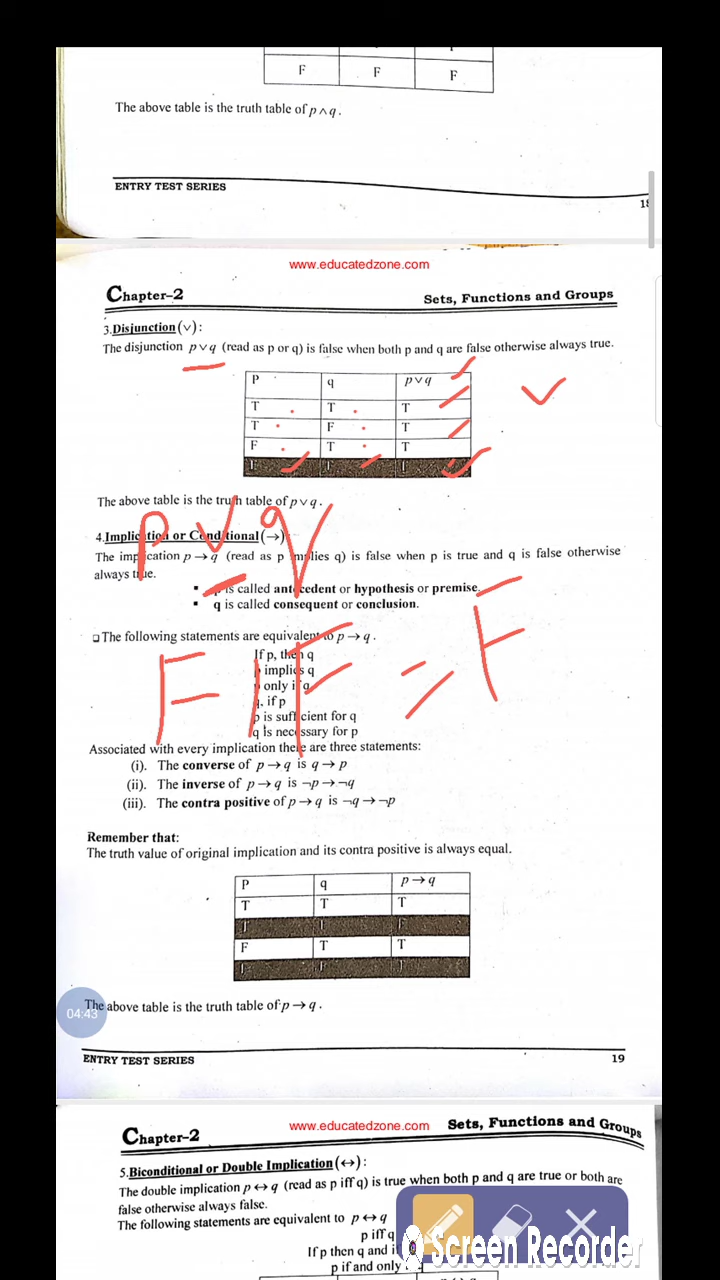 F F F
The above table is the truth table of p ∧ q .
ENTRY TEST SERIES
18
www.educatedzone.com
Chapter–2 Sets, Functions and Groups
3.Disjunction(∨):
The disjunction p ∨ q (read as p or q) is false when both p and q are false otherwise always true.
P q p ∨ q
T T T
T F T
F T T
F F
The above table is the truth table of p ∨ q .
p ∨ q
4.Implication or Conditional(→):
The implication p → q (read as p implies q) is false when p is true and q is false otherwise
always true.
▪ p is called antecedent or hypothesis or premise.
▪ q is called consequent or conclusion.
❑The following statements are equivalent to p → q .
If p, then q
p implies q
p only if q
q, if p
F F = F
p is sufficient for q
q is necessary for p
Associated with every implication there are three statements:
(i). The converse of p → q is q → p
(ii). The inverse of p → q is ¬p → ¬q
(iii). The contra positive of p → q is ¬q → ¬p
Remember that:
The truth value of original implication and its contra positive is always equal.
P q p → q
T T T
F
F T T
F
04:43
The above table is the truth table of p → q .
ENTRY TEST SERIES 19
www.educatedzone.com
Chapter–2 Sets, Functions and Groups
5.Biconditional or Double Implication(↔):
The double implication p ↔ q (read as p iff q) is true when both p and q are true or both are
false otherwise always false.
The following statements are equivalent to p ↔ q
p iff q
If p then q and i
p if and only i
Screen Recorder